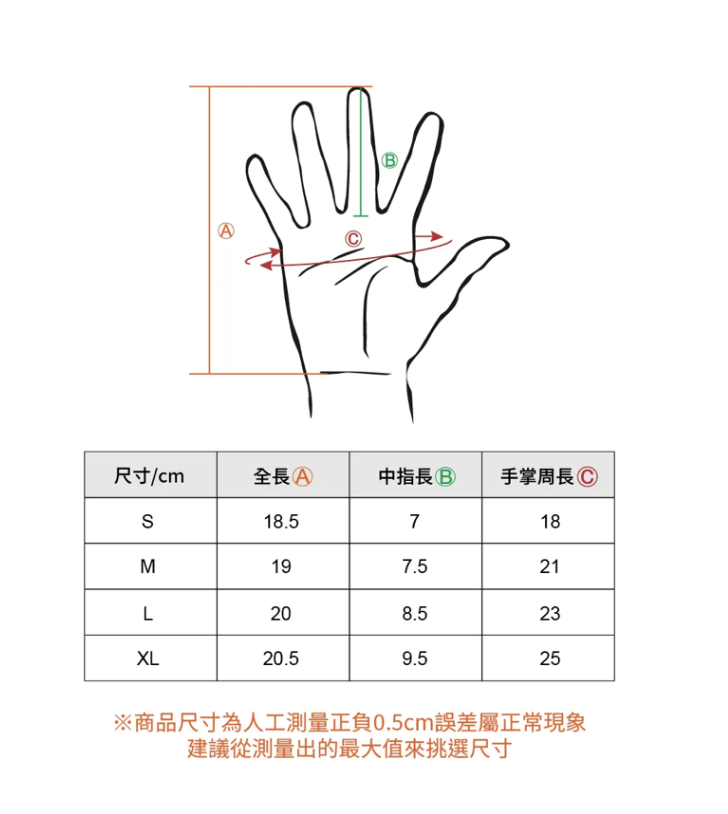 B
A
C
尺寸/cm 全長Ⓐ 中指長Ⓑ 手掌周長Ⓒ
S 18.5 7 18
M 19 7.5 21
L 20 8.5 23
XL 20.5 9.5 25
※商品尺寸為人工測量正負0.5cm誤差屬正常現象
建議從測量出的最大值來挑選尺寸